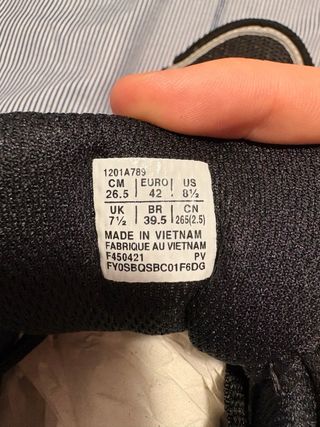 1201A789
CM EURO US
26.5 42 8½
UK BR CN
7½ 39.5 265(2.5)
MADE IN VIETNAM
FABRIQUE AU VIETNAM
F450421 PV
FY0SBQSBC01F6DG